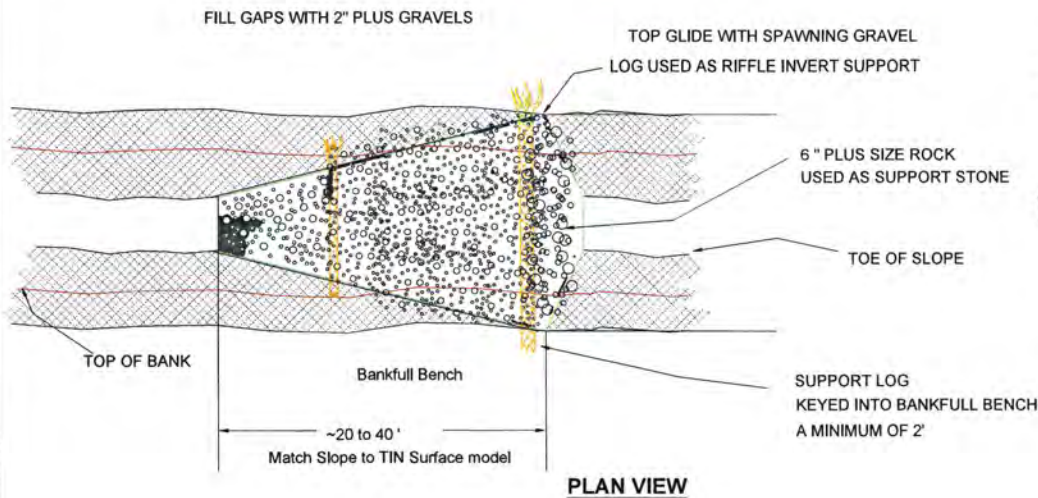 FILL GAPS WITH 2" PLUS GRAVELS
TOP GLIDE WITH SPAWNING GRAVEL
LOG USED AS RIFFLE INVERT SUPPORT
6 " PLUS SIZE ROCK
USED AS SUPPORT STONE
TOE OF SLOPE
TOP OF BANK
Bankfull Bench
SUPPORT LOG
KEYED INTO BANKFULL BENCH
A MINIMUM OF 2'
~20 to 40 '
Match Slope to TIN Surface model
PLAN VIEW